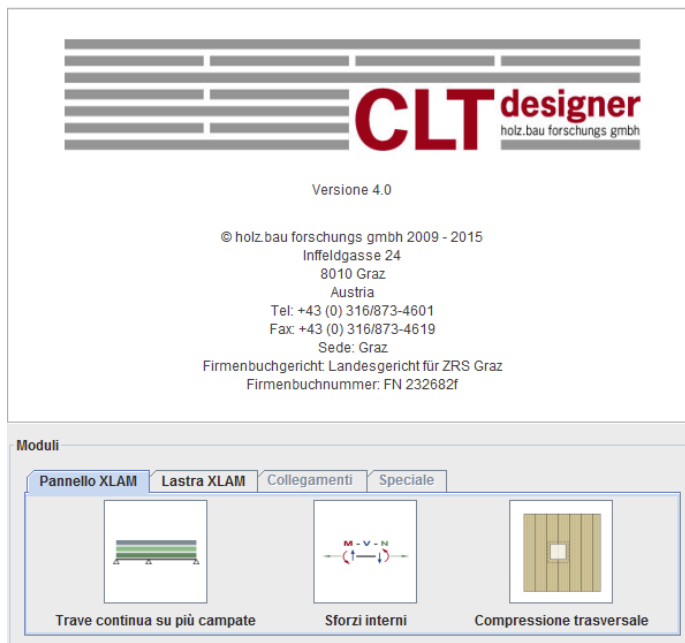 CLT designer
holz.bau forschungs gmbh
Versione 4.0
© holz.bau forschungs gmbh 2009 - 2015
Inffeldgasse 24
8010 Graz
Austria
Tel: +43 (0) 316/873-4601
Fax: +43 (0) 316/873-4619
Sede: Graz
Firmenbuchgericht: Landesgericht für ZRS Graz
Firmenbuchnummer: FN 232682f
Moduli
Pannello XLAM Lastra XLAM Collegamenti Speciale
M - V - N
Trave continua su più campate Sforzi interni Compressione trasversale